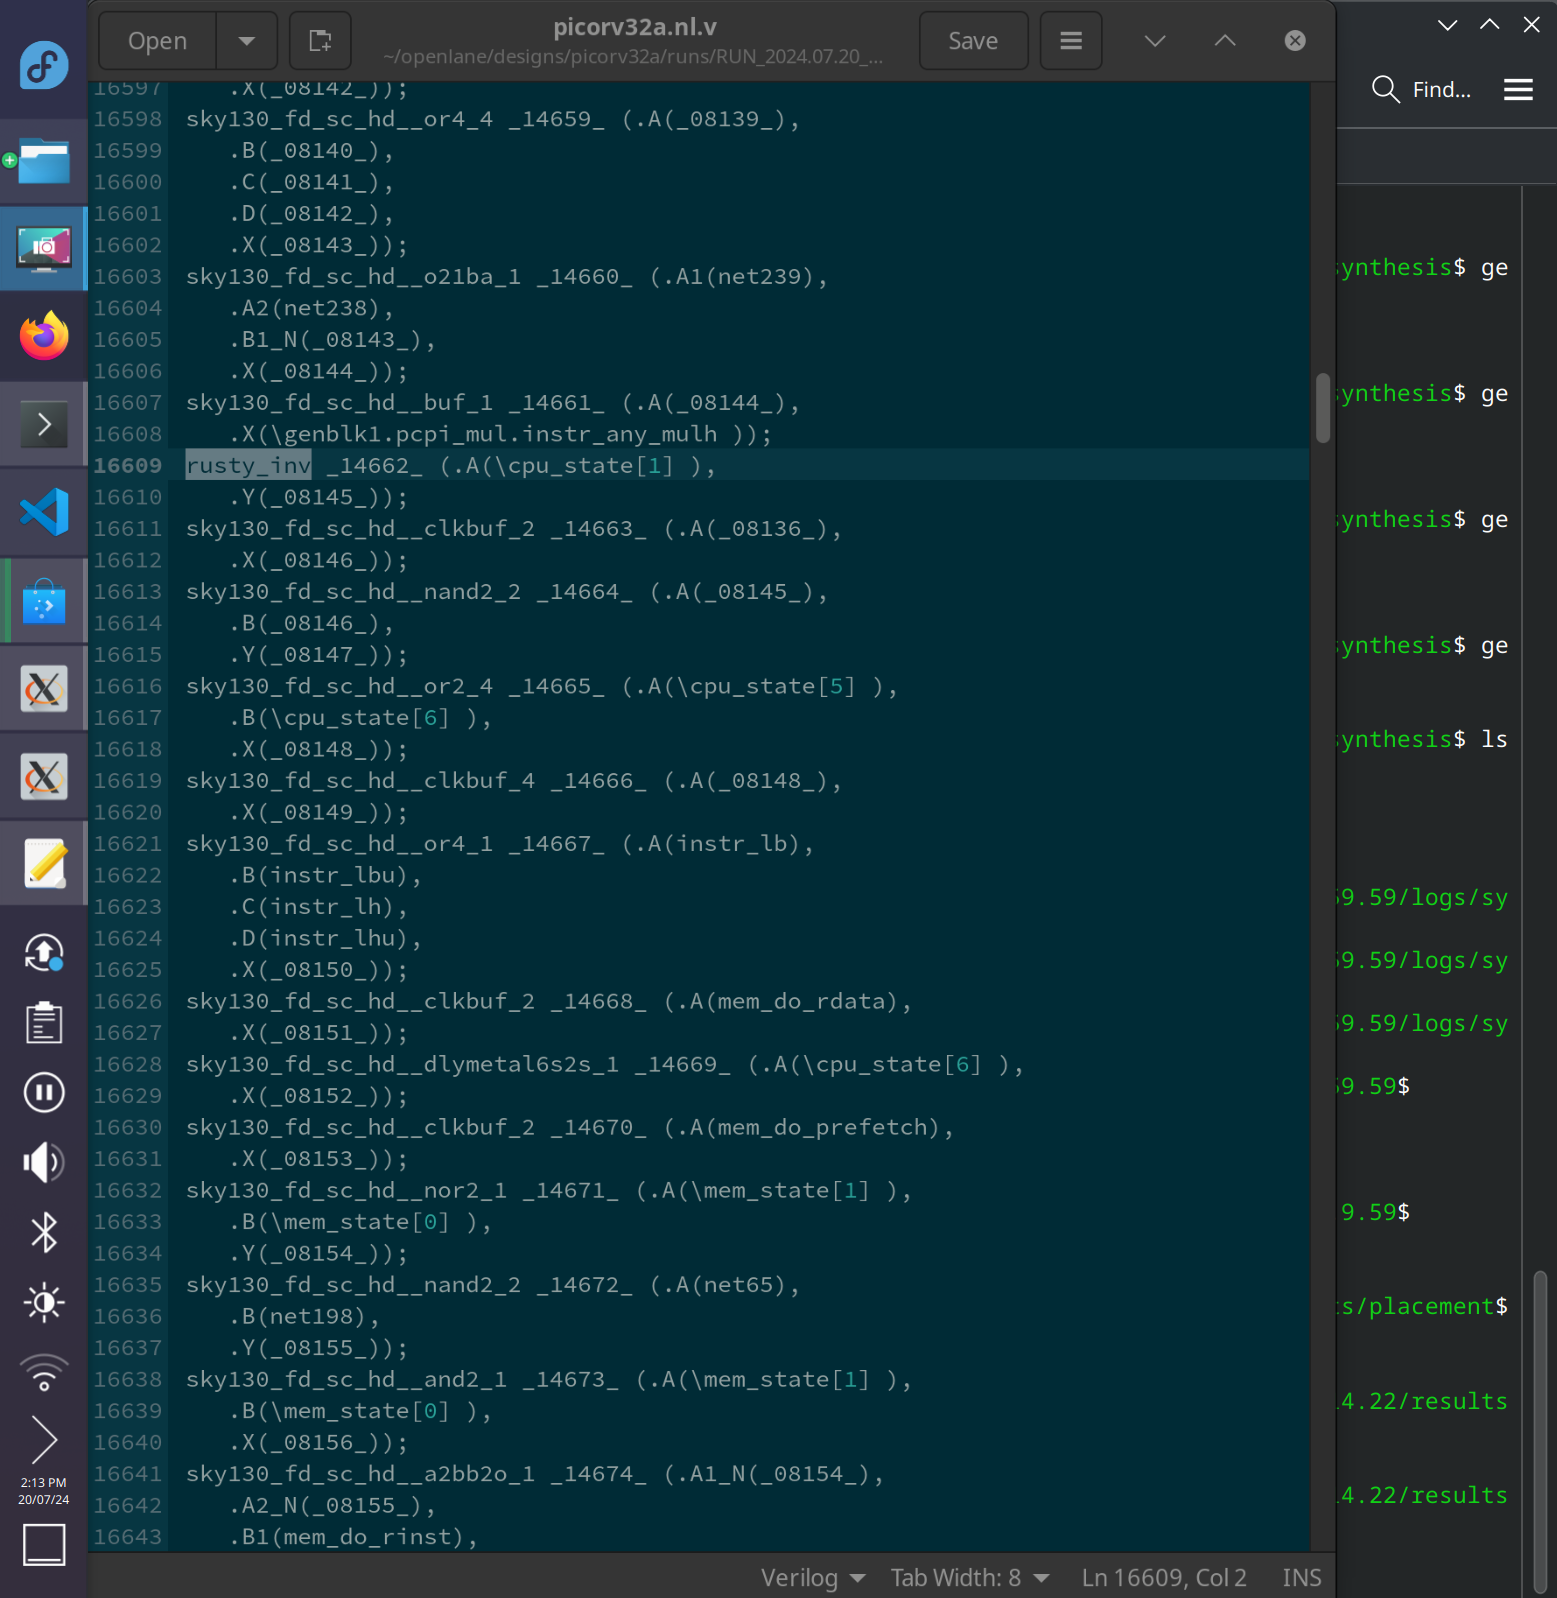 Open
picorv32a.nl.v
~/openlane/designs/picorv32a/runs/RUN_2024.07.20_...
Save
16597 .X(_08142_));
16598 sky130_fd_sc_hd__or4_4 _14659_ (.A(_08139_),
16599 .B(_08140_),
16600 .C(_08141_),
16601 .D(_08142_),
16602 .X(_08143_));
16603 sky130_fd_sc_hd__o21ba_1 _14660_ (.A1(net239),
16604 .A2(net238),
16605 .B1_N(_08143_),
16606 .X(_08144_));
16607 sky130_fd_sc_hd__buf_1 _14661_ (.A(_08144_),
16608 .X(\genblk1.pcpi_mul.instr_any_mulh ));
16609 rusty_inv _14662_ (.A(\cpu_state[1] ),
16610 .Y(_08145_));
16611 sky130_fd_sc_hd__clkbuf_2 _14663_ (.A(_08136_),
16612 .X(_08146_));
16613 sky130_fd_sc_hd__nand2_2 _14664_ (.A(_08145_),
16614 .B(_08146_),
16615 .Y(_08147_));
16616 sky130_fd_sc_hd__or2_4 _14665_ (.A(\cpu_state[5] ),
16617 .B(\cpu_state[6] ),
16618 .X(_08148_));
16619 sky130_fd_sc_hd__clkbuf_4 _14666_ (.A(_08148_),
16620 .X(_08149_));
16621 sky130_fd_sc_hd__or4_1 _14667_ (.A(instr_lb),
16622 .B(instr_lbu),
16623 .C(instr_lh),
16624 .D(instr_lhu),
16625 .X(_08150_));
16626 sky130_fd_sc_hd__clkbuf_2 _14668_ (.A(mem_do_rdata),
16627 .X(_08151_));
16628 sky130_fd_sc_hd__dlymetal6s2s_1 _14669_ (.A(\cpu_state[6] ),
16629 .X(_08152_));
16630 sky130_fd_sc_hd__clkbuf_2 _14670_ (.A(mem_do_prefetch),
16631 .X(_08153_));
16632 sky130_fd_sc_hd__nor2_1 _14671_ (.A(\mem_state[1] ),
16633 .B(\mem_state[0] ),
16634 .Y(_08154_));
16635 sky130_fd_sc_hd__nand2_2 _14672_ (.A(net65),
16636 .B(net198),
16637 .Y(_08155_));
16638 sky130_fd_sc_hd__and2_1 _14673_ (.A(\mem_state[1] ),
16639 .B(\mem_state[0] ),
16640 .X(_08156_));
16641 sky130_fd_sc_hd__a2bb2o_1 _14674_ (.A1_N(_08154_),
16642 .A2_N(_08155_),
16643 .B1(mem_do_rinst),
Verilog Tab Width: 8 Ln 16609, Col 2 INS
Find...
ynthesis$ ge
ynthesis$ ge
ynthesis$ ge
ynthesis$ ge
ynthesis$ ls
9.59/logs/sy
9.59/logs/sy
9.59/logs/sy
9.59$
9.59$
s/placement$
4.22/results
4.22/results
2:13 PM
20/07/24